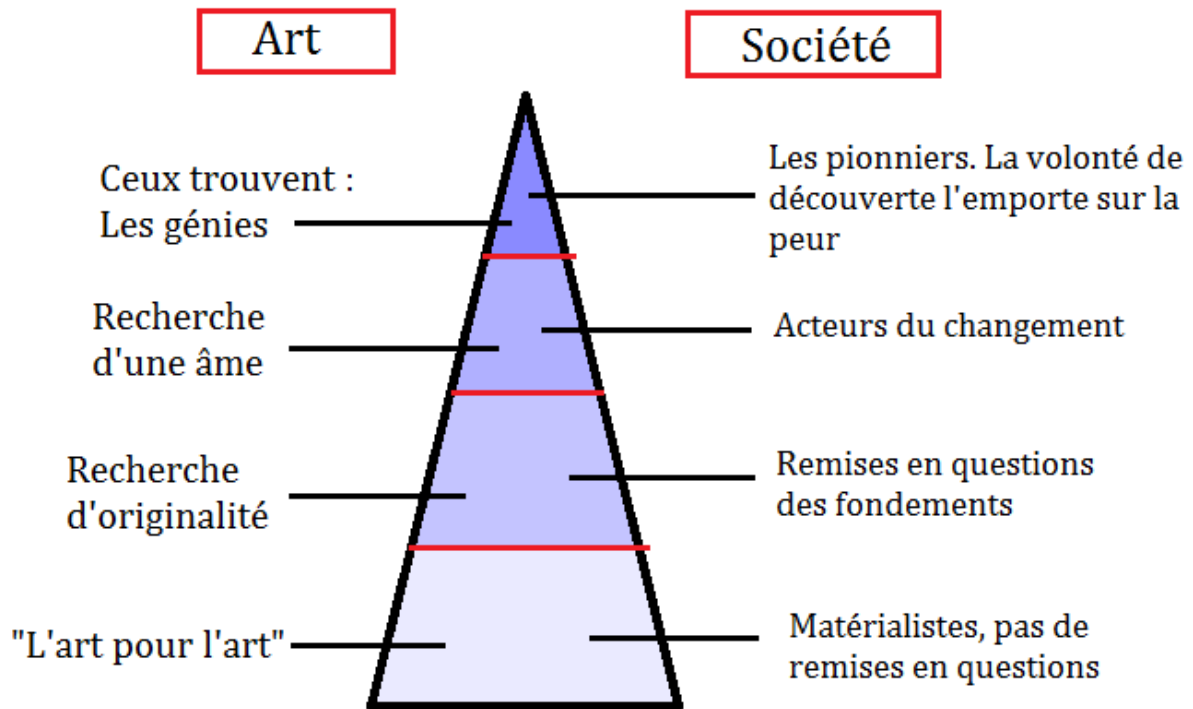 Art
Société
Ceux trouvent :
Les génies
Les pionniers. La volonté de
découverte l'emporte sur la
peur
Recherche
d'une âme
Acteurs du changement
Recherche
d'originalité
Remises en questions
des fondements
"L'art pour l'art"
Matérialistes, pas de
remises en questions